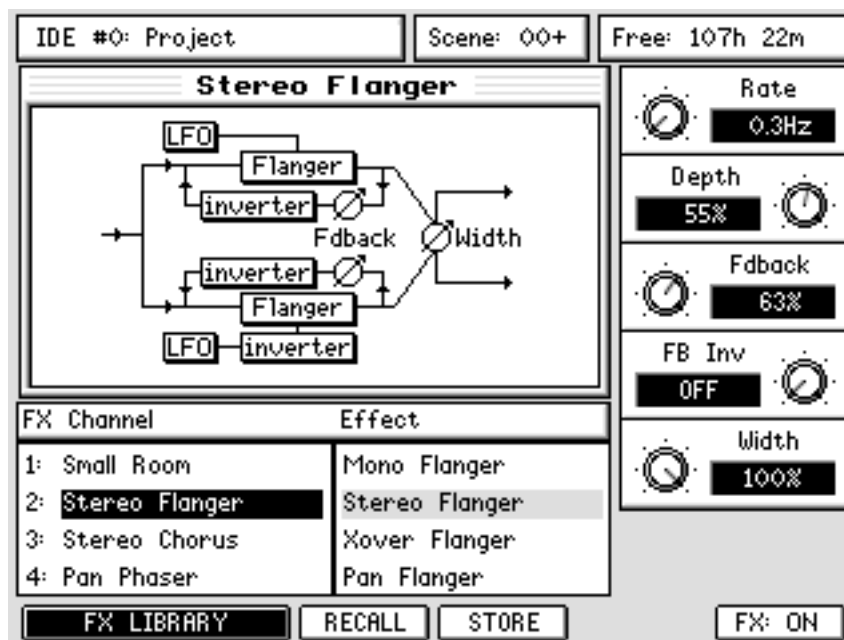 IDE #0: Project
Scene: 00+
Free: 107h 22m
Stereo Flanger
LFO
Flanger
inverter
Fdback
Width
inverter
Flanger
LFO
inverter
Rate
0.3Hz
Depth
55%
Fdback
63%
FB Inv
OFF
Width
100%
FX Channel
Effect
1: Small Room
Mono Flanger
2: Stereo Flanger
Stereo Flanger
3: Stereo Chorus
Xover Flanger
4: Pan Phaser
Pan Flanger
FX LIBRARY
RECALL
STORE
FX: ON